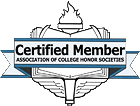 Certified Member
ASSOCIATION OF COLLEGE HONOR SOCIETIES